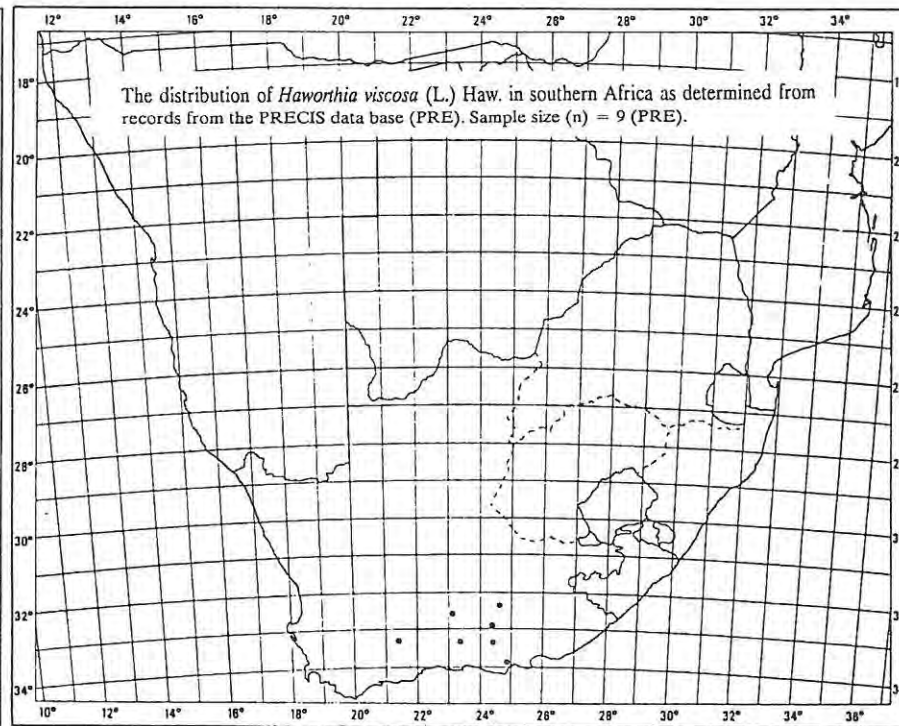 12° 14° 16° 18° 20° 22° 24° 26° 28° 30° 32° 34°
The distribution of Haworthia viscosa (L.) Haw. in southern Africa as determined from
records from the PRECIS data base (PRE). Sample size (n) = 9 (PRE).
18°
20°
22°
24°
26°
28°
30°
32°
34°
10° 12° 14° 16° 18° 20° 22° 24° 26° 28° 30° 32° 34° 36°